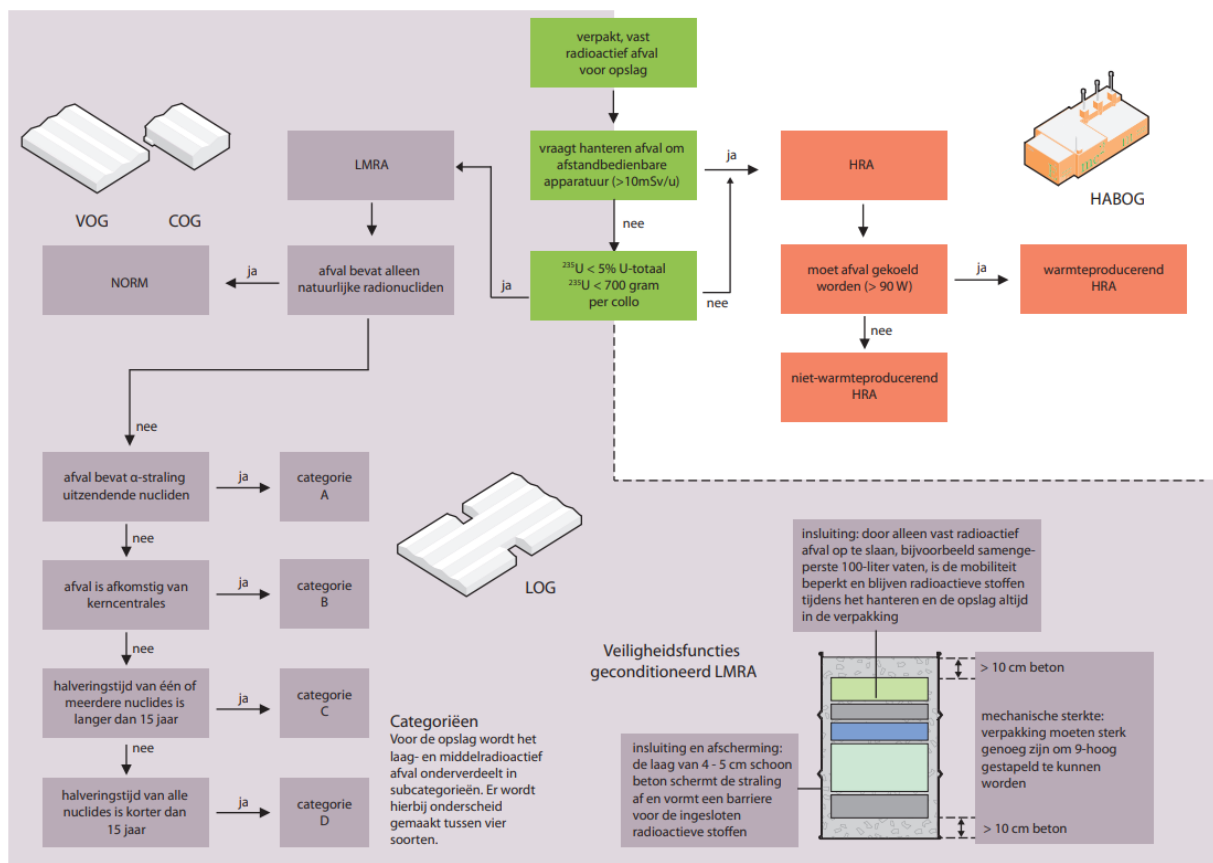 verpakt, vast
radioactief afval
voor opslag
vraagt hanteren afval om
afstandbedienbare
apparatuur (>10mSv/u)
ja
HRA
HABOG
LMRA
VOG
COG
nee
NORM
ja
afval bevat alleen
natuurlijke radionucliden
ja
²³⁵U < 5% U-totaal
²³⁵U < 700 gram
per collo
nee
moet afval gekoeld
worden (> 90 W)
ja
warmteproducerend
HRA
nee
niet-warmteproducerend
HRA
nee
afval bevat α-straling
uitzendende nucliden
ja
categorie
A
nee
afval is afkomstig van
kerncentrales
ja
categorie
B
LOG
nee
halveringstijd van één of
meerdere nuclides is
langer dan 15 jaar
ja
categorie
C
nee
halveringstijd van alle
nuclides is korter dan
15 jaar
ja
categorie
D
Categoriëen
Voor de opslag wordt het
laag- en middelradioactief
afval onderverdeelt in
subcategorieën. Er wordt
hierbij onderscheid
gemaakt tussen vier
soorten.
Veiligheidsfuncties
geconditioneerd LMRA
insluiting: door alleen vast radioactief
afval op te slaan, bijvoorbeeld samenge-
perste 100-liter vaten, is de mobiliteit
beperkt en blijven radioactieve stoffen
tijdens het hanteren en de opslag altijd
in de verpakking
insluiting en afscherming:
de laag van 4 - 5 cm schoon
beton schermt de straling
af en vormt een barriere
voor de ingesloten
radioactieve stoffen
> 10 cm beton
mechanische sterkte:
verpakking moeten sterk
genoeg zijn om 9-hoog
gestapeld te kunnen
worden
> 10 cm beton